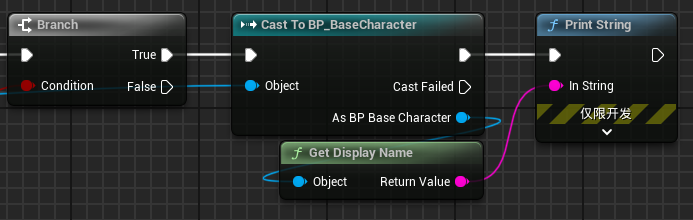 Branch
True
Condition
False
Cast To BP_BaseCharacter
Object
Cast Failed
As BP Base Character
f Get Display Name
Object
Return Value
f Print String
In String
仅限开发